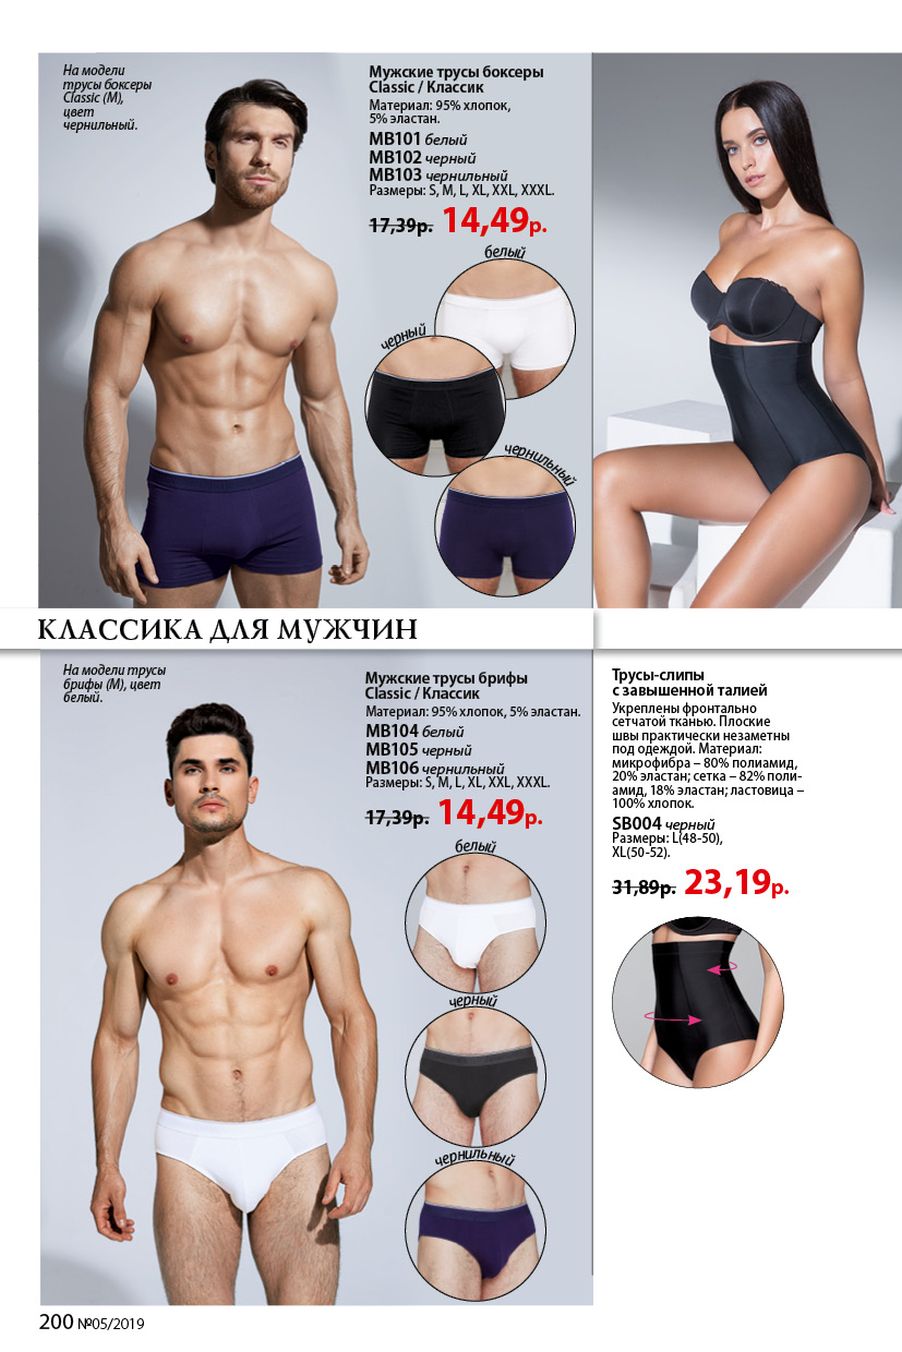 На модели
трусы боксеры
Classic (M),
цвет
чернильный.
Мужские трусы боксеры
Classic / Классик
Материал: 95% хлопок,
5% эластан.
MB101 белый
MB102 черный
MB103 чернильный
Размеры: S, M, L, XL, XXL, XXXL.
17,39р. 14,49р.
белый
черный
чернильный
КЛАССИКА ДЛЯ МУЖЧИН
На модели трусы
брифы (M), цвет
белый.
Мужские трусы брифы
Classic / Классик
Материал: 95% хлопок, 5% эластан.
MB104 белый
MB105 черный
MB106 чернильный
Размеры: S, M, L, XL, XXL, XXXL.
17,39р. 14,49р.
белый
черный
чернильный
Трусы-слипы
с завышенной талией
Укреплены фронтально
сетчатой тканью. Плоские
швы практически незаметны
под одеждой. Материал:
микрофибра – 80% полиамид,
20% эластан; сетка – 82% поли-
амид, 18% эластан; ластовица –
100% хлопок.
SB004 черный
Размеры: L(48-50),
XL(50-52).
31,89р. 23,19р.
200 №05/2019